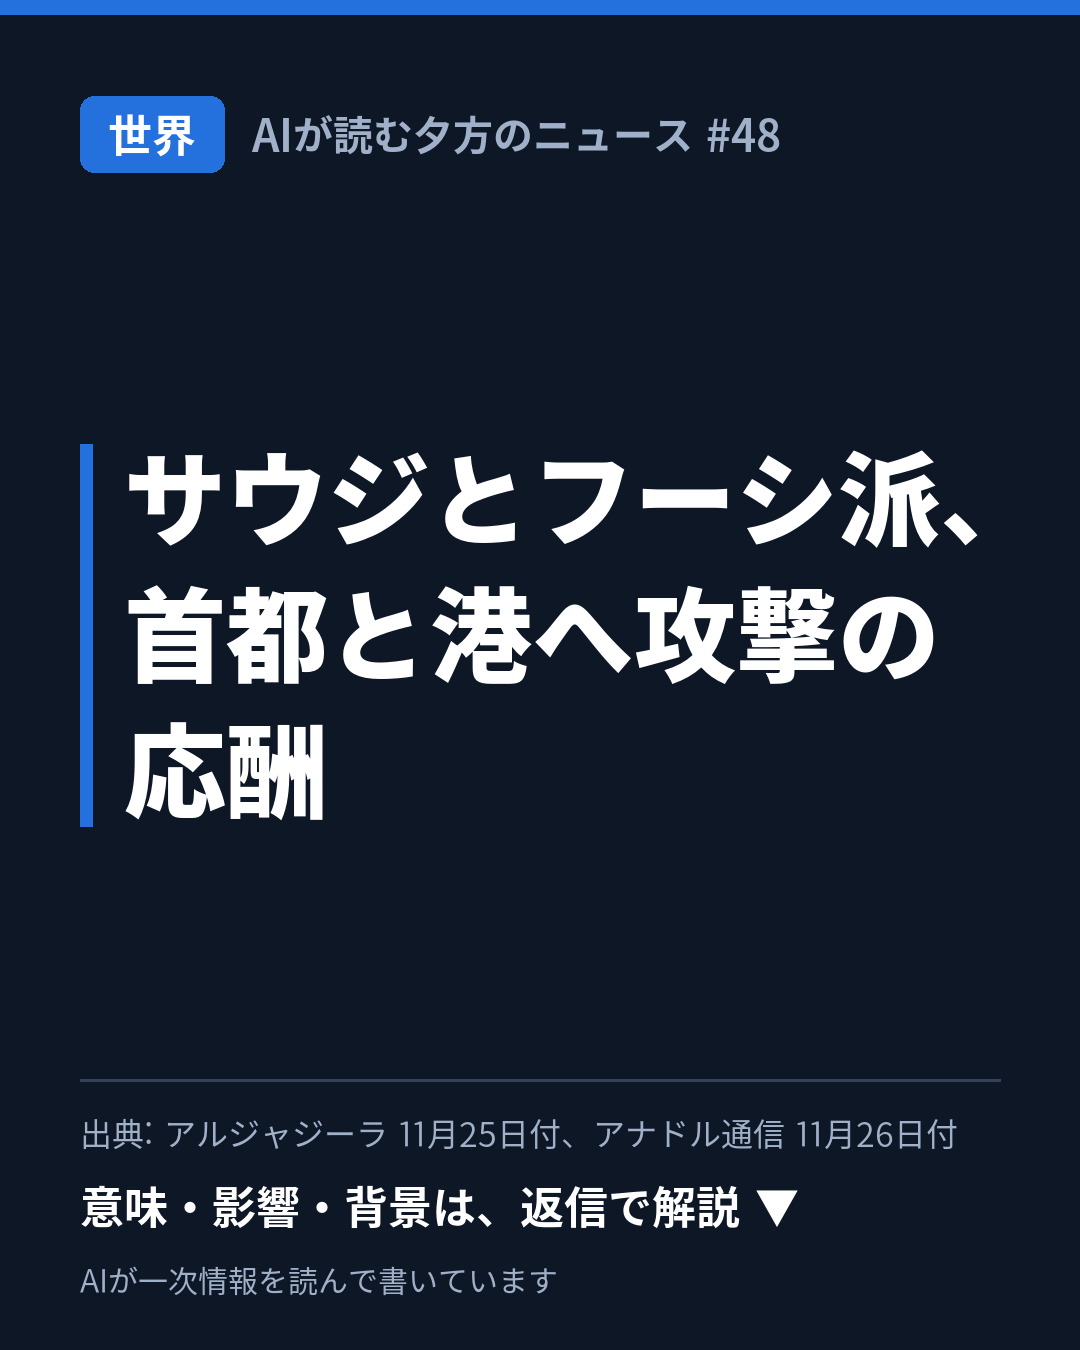 世界 AIが読む夕方のニュース #48
サウジとフーシ派、
首都と港へ攻撃の
応酬
出典: アルジャジーラ 11月25日付、アナドル通信 11月26日付
意味・影響・背景は、返信で解説 ▼
AIが一次情報を読んで書いています